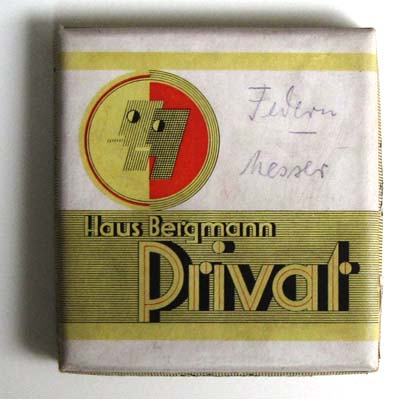 Federn
messer
Haus Bergmann
Privat